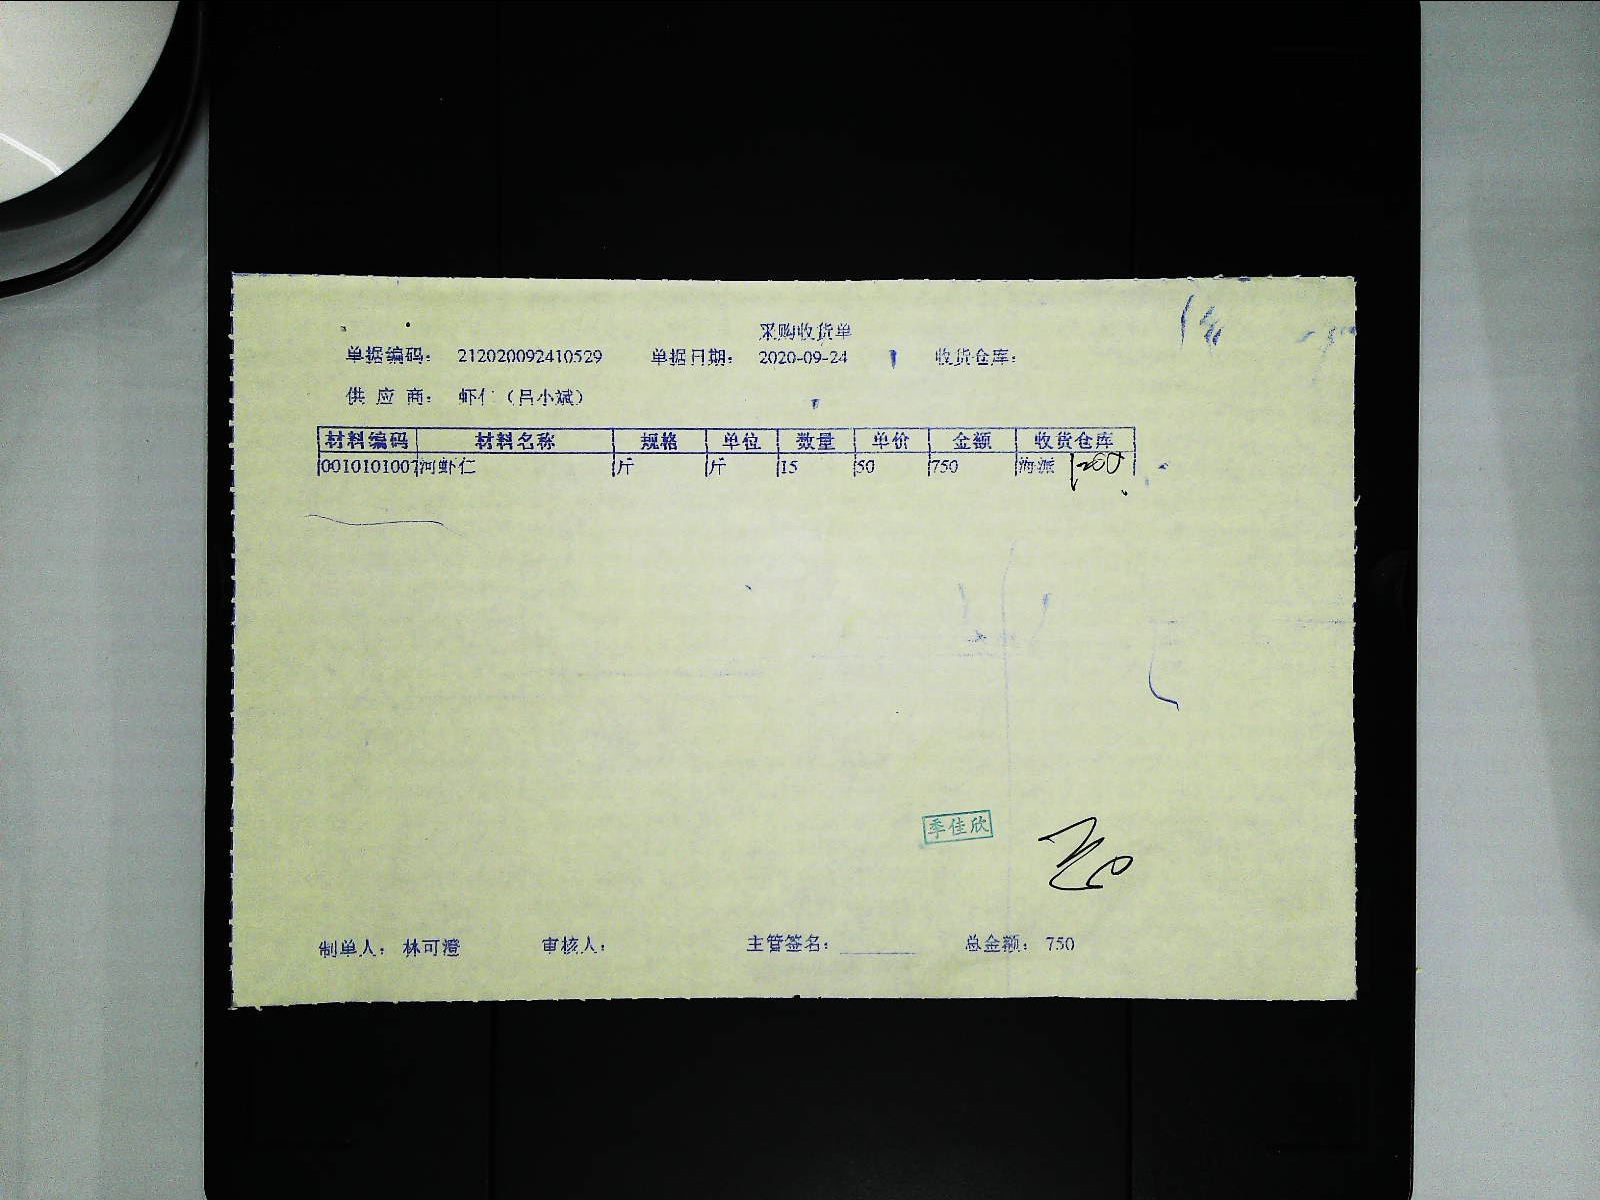 采购收货单
单据编码: 212020092410529 单据日期: 2020-09-24 收货仓库:
供应商: 虾仁(吕小斌)
材料编码 材料名称 规格 单位 数量 单价 金额 收货仓库
0010101007 河虾仁 斤 斤 15 50 750 海派
季佳欣
制单人: 林可澄 审核人: 主管签名: 总金额: 750